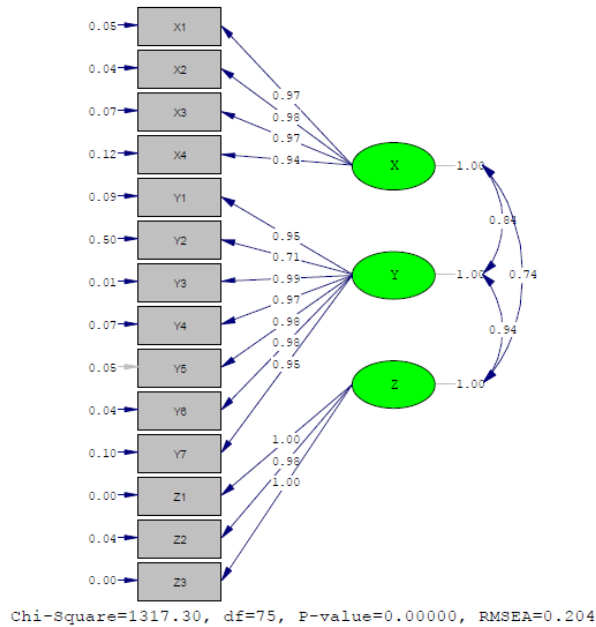 0.05 X1
0.04 X2
0.97
0.07 X3
0.98
0.97
0.12 X4
0.94
X 1.00
0.09 Y1
0.84
0.50 Y2
0.95
0.71
0.01 Y3
0.99
Y 1.00 0.74
0.97
0.07 Y4
0.98
0.98
0.94
0.05 Y5
0.95
Z 1.00
0.04 Y6
1.00
0.10 Y7
0.98
1.00
0.00 Z1
0.04 Z2
0.00 Z3
Chi-Square=1317.30, df=75, P-value=0.00000, RMSEA=0.204